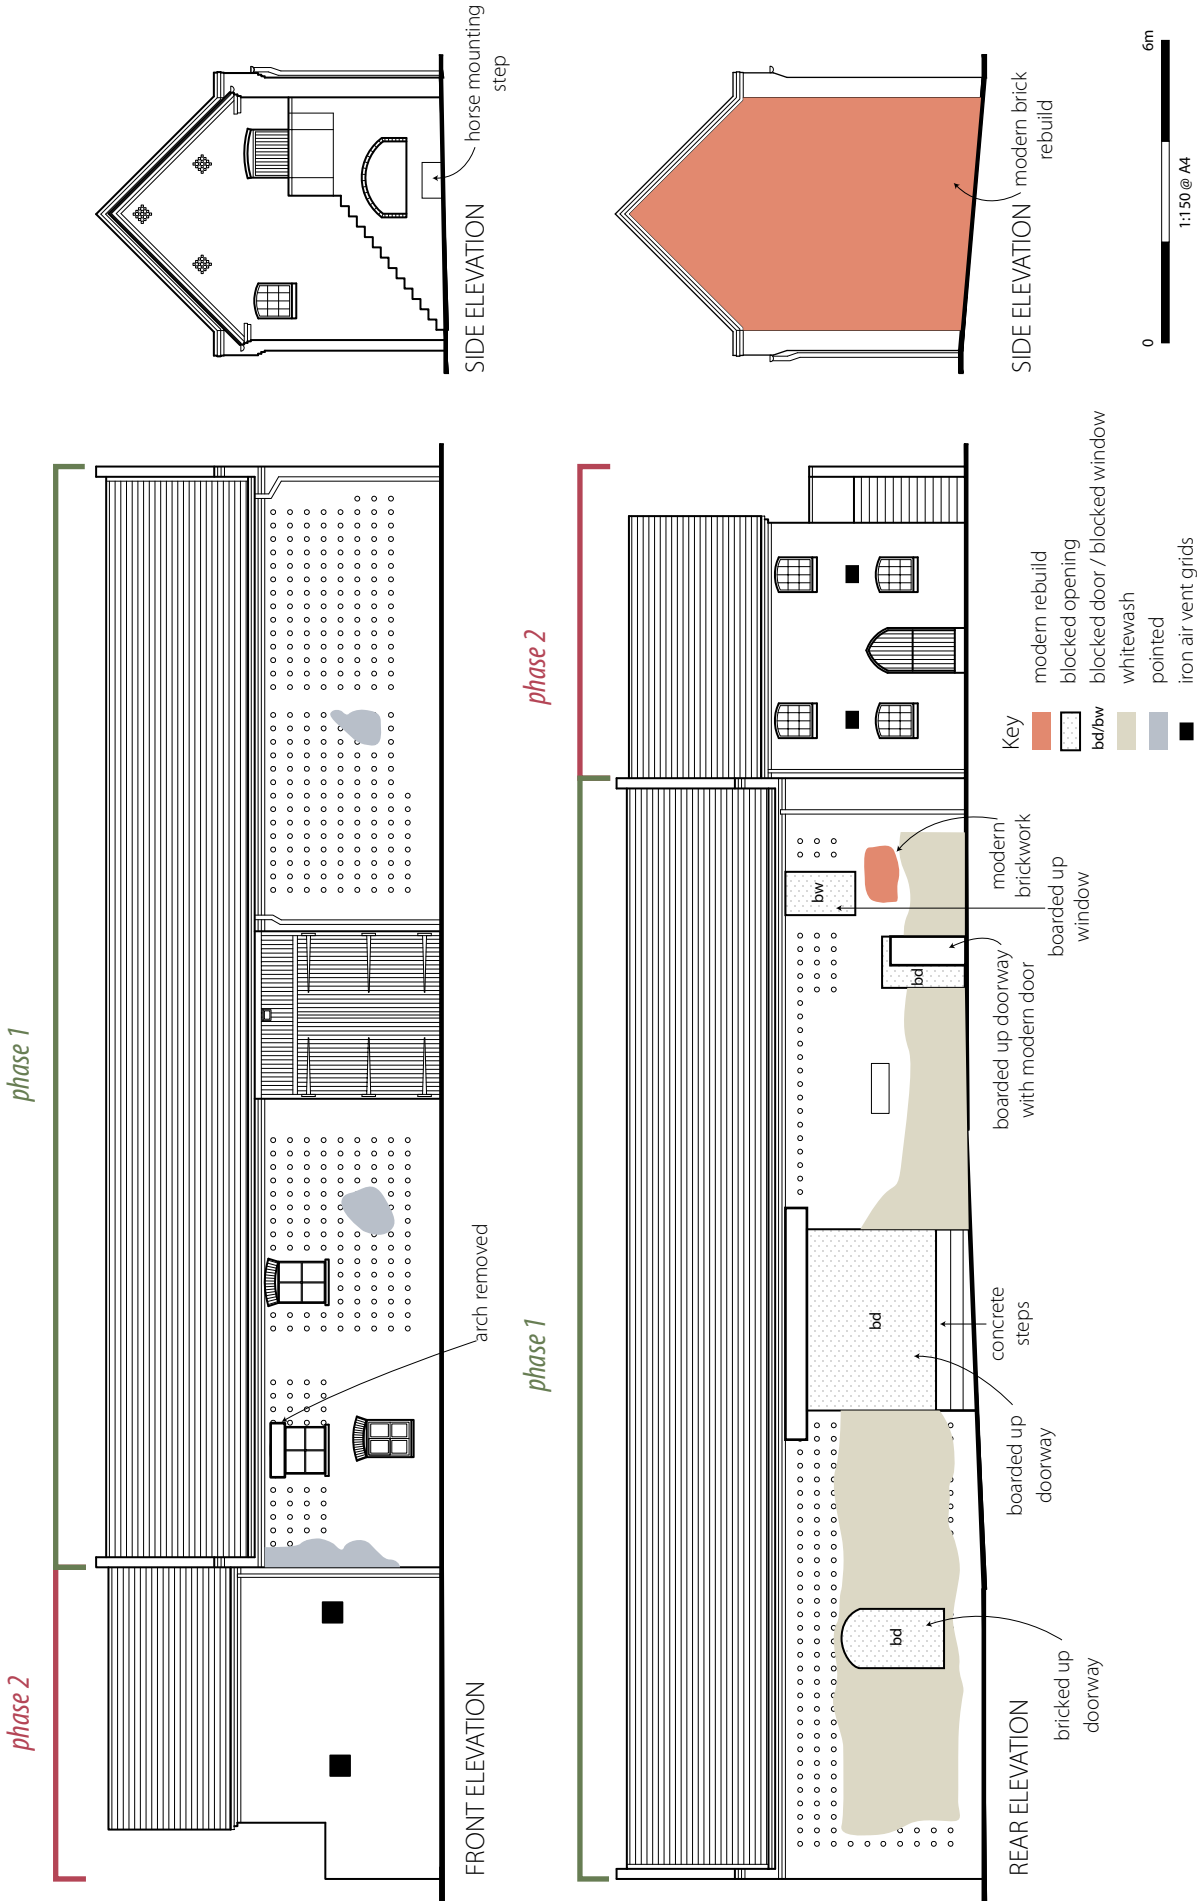 phase 2
phase 1
arch removed
FRONT ELEVATION
horse mounting
step
SIDE ELEVATION
phase 1
phase 2
bd
bd
bd
bw
bricked up
doorway
boarded up
doorway
concrete
steps
boarded up doorway
with modern door
boarded up
window
modern
brickwork
REAR ELEVATION
modern brick
rebuild
SIDE ELEVATION
Key
modern rebuild
blocked opening
bd/bw blocked door / blocked window
whitewash
pointed
iron air vent grids
0 6m
1:150 @ A4